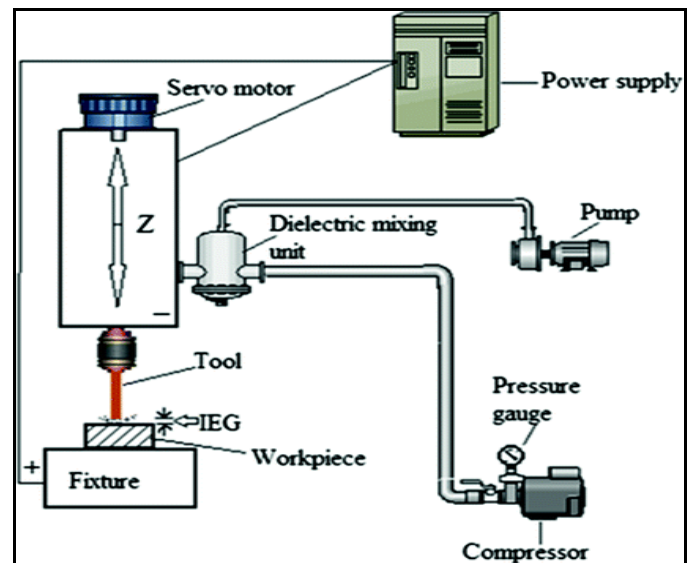 Servo motor
Power supply
Z
Dielectric mixing
unit
Pump
−
Tool
IEG
Workpiece
+
Fixture
Pressure
gauge
Compressor